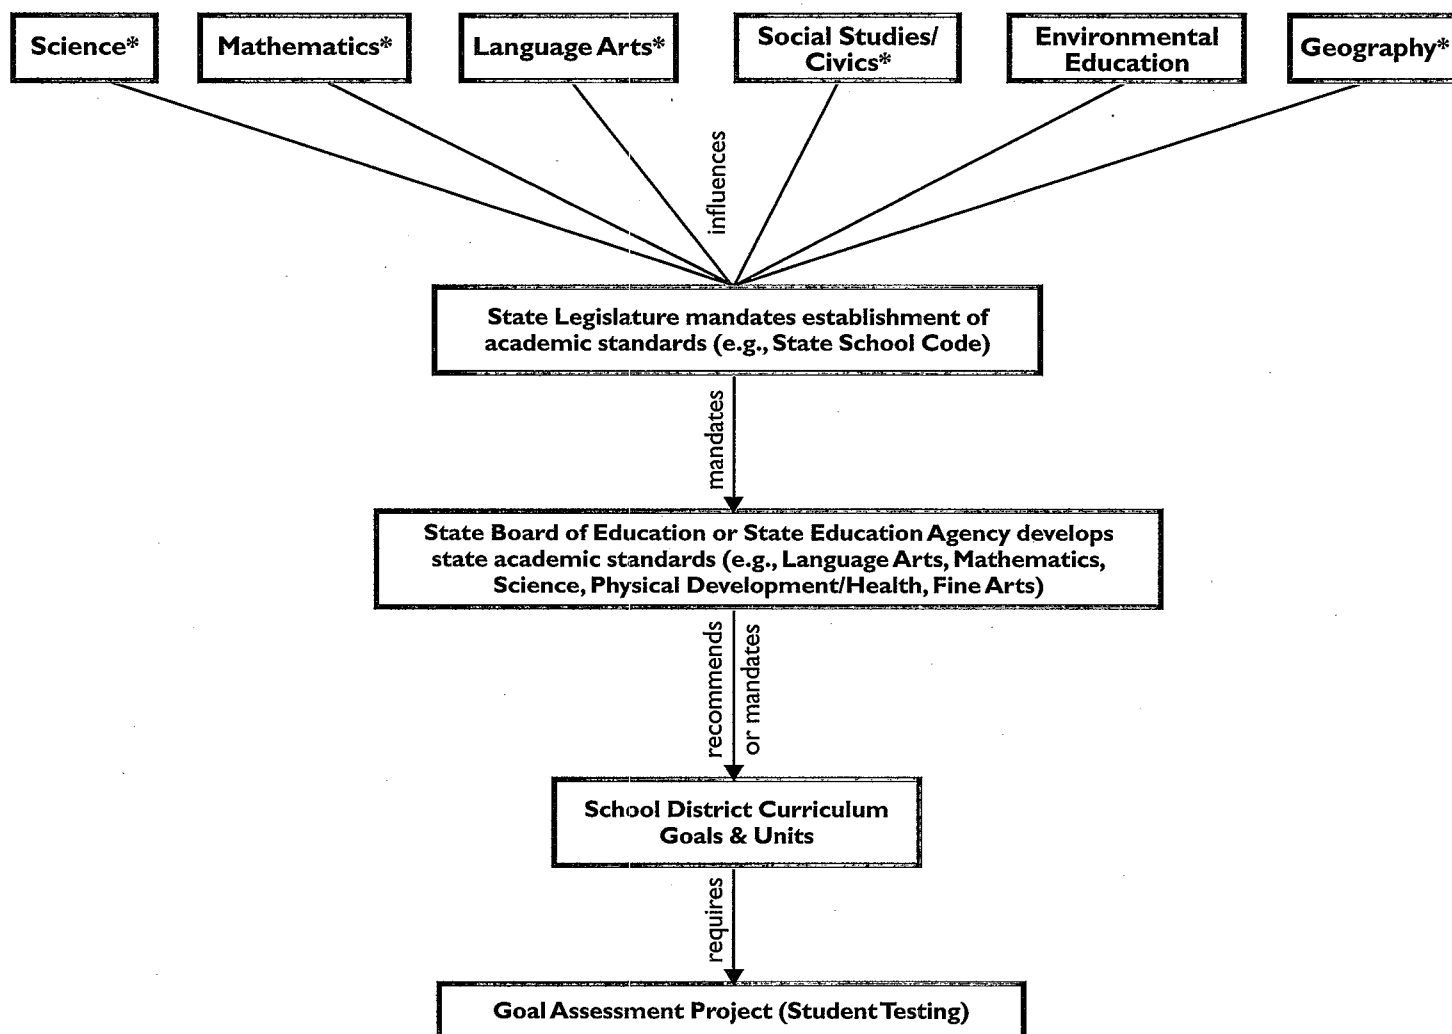 Science*
Mathematics*
Language Arts*
Social Studies/
Civics*
Environmental
Education
Geography*
influences
State Legislature mandates establishment of
academic standards (e.g., State School Code)
mandates
State Board of Education or State Education Agency develops
state academic standards (e.g., Language Arts, Mathematics,
Science, Physical Development/Health, Fine Arts)
recommends
or mandates
School District Curriculum
Goals & Units
requires
Goal Assessment Project (Student Testing)